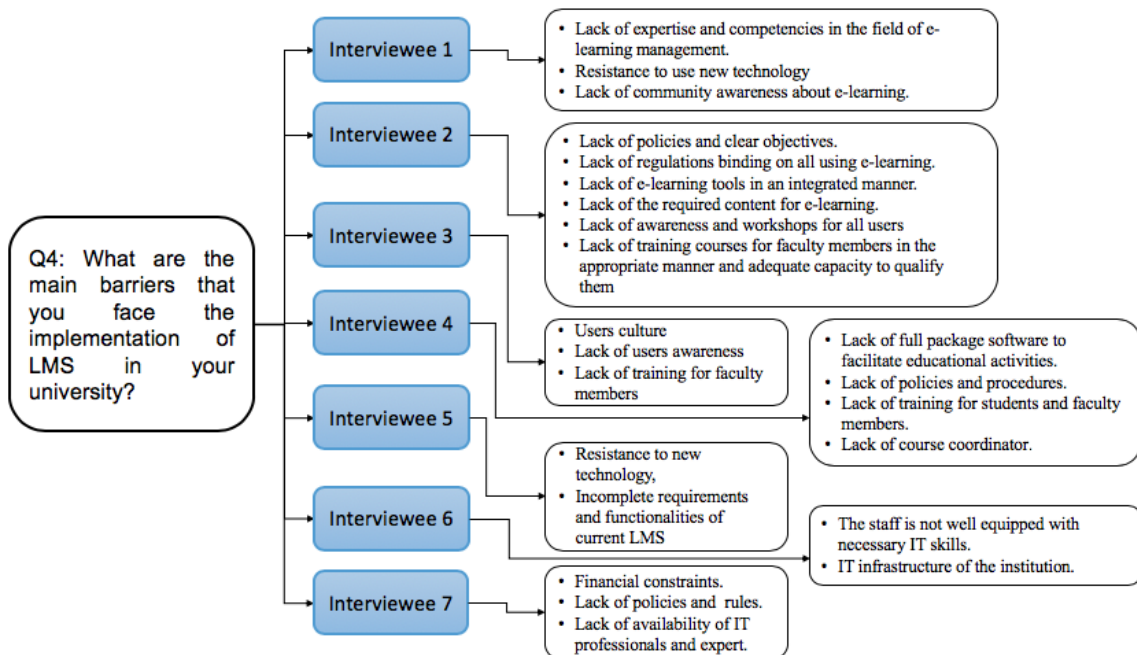 Q4: What are the
main barriers that
you face the
implementation of
LMS in your
university?
Interviewee 1
• Lack of expertise and competencies in the field of e-
learning management.
• Resistance to use new technology
• Lack of community awareness about e-learning.
Interviewee 2
• Lack of policies and clear objectives.
• Lack of regulations binding on all using e-learning.
• Lack of e-learning tools in an integrated manner.
• Lack of the required content for e-learning.
• Lack of awareness and workshops for all users
• Lack of training courses for faculty members in the
appropriate manner and adequate capacity to qualify
them
Interviewee 3
• Users culture
• Lack of users awareness
• Lack of training for faculty
members
Interviewee 4
• Lack of full package software to
facilitate educational activities.
• Lack of policies and procedures.
• Lack of training for students and faculty
members.
• Lack of course coordinator.
Interviewee 5
• Resistance to new
technology,
• Incomplete requirements
and functionalities of
current LMS
Interviewee 6
• The staff is not well equipped with
necessary IT skills.
• IT infrastructure of the institution.
Interviewee 7
• Financial constraints.
• Lack of policies and rules.
• Lack of availability of IT
professionals and expert.